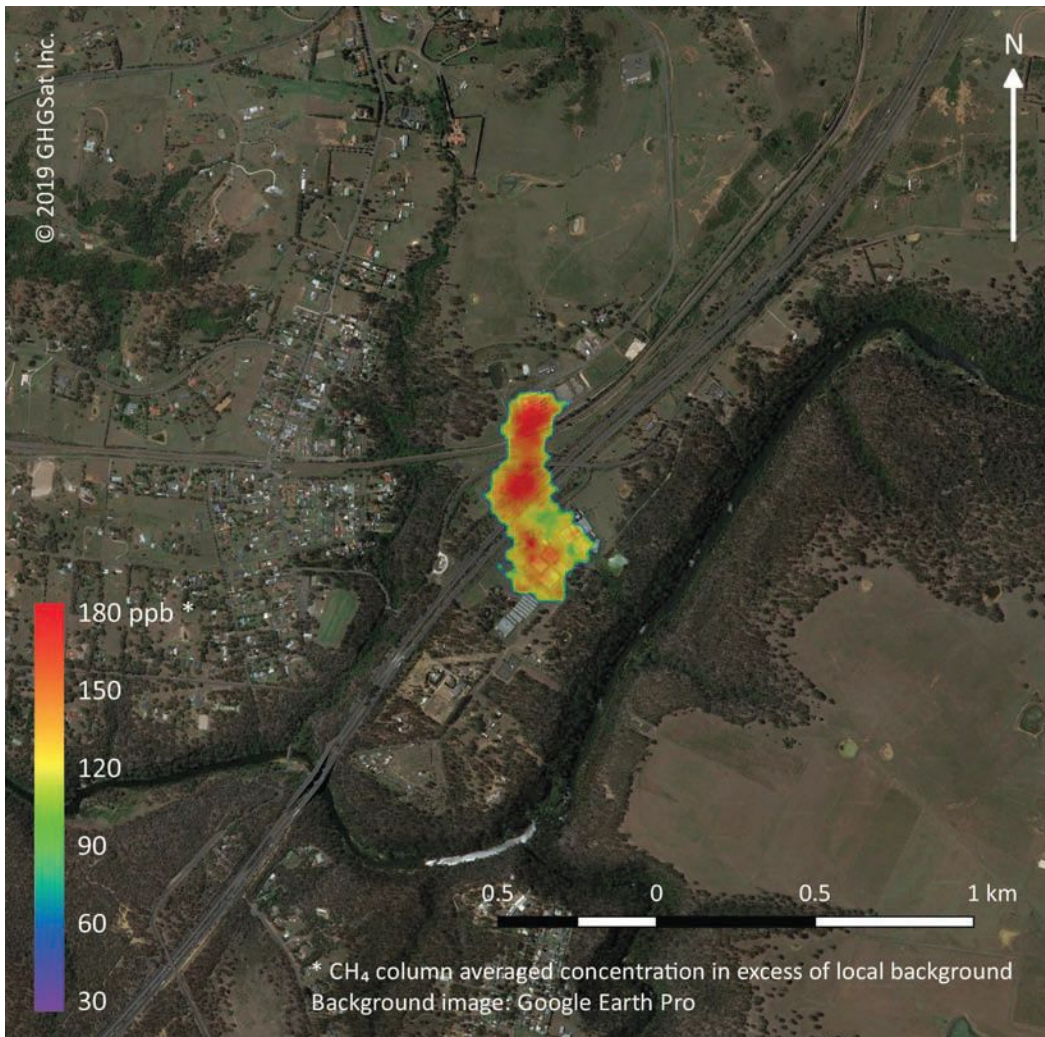 © 2019 GHGSat Inc.
N
180 ppb *
150
120
90
60
30
0.5 0 0.5 1 km
* CH₄ column averaged concentration in excess of local background
Background image: Google Earth Pro